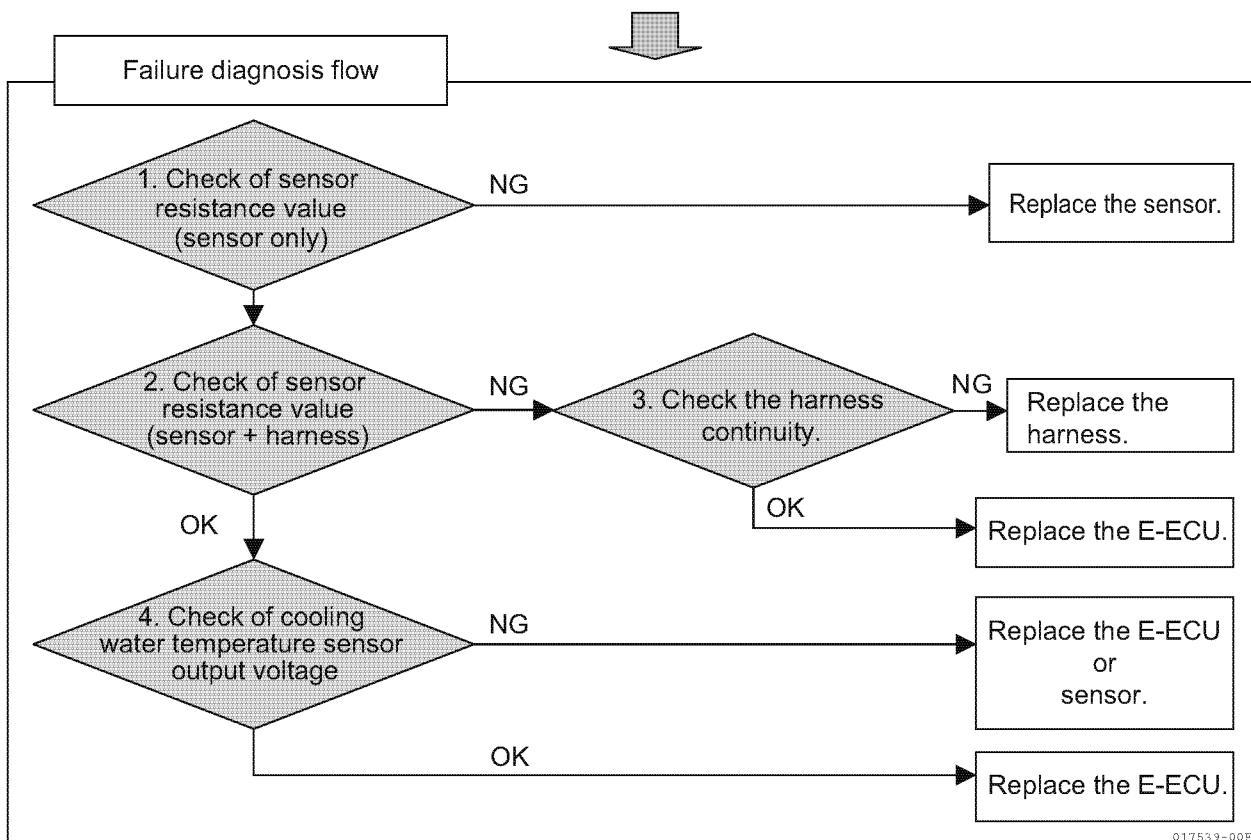 Failure diagnosis flow
1. Check of sensor
resistance value
(sensor only)
NG
Replace the sensor.
2. Check of sensor
resistance value
(sensor + harness)
NG
3. Check the harness
continuity.
NG
Replace the
harness.
OK
Replace the E-ECU.
OK
4. Check of cooling
water temperature sensor
output voltage
NG
Replace the E-ECU
or
sensor.
OK
Replace the E-ECU.
017539-00E